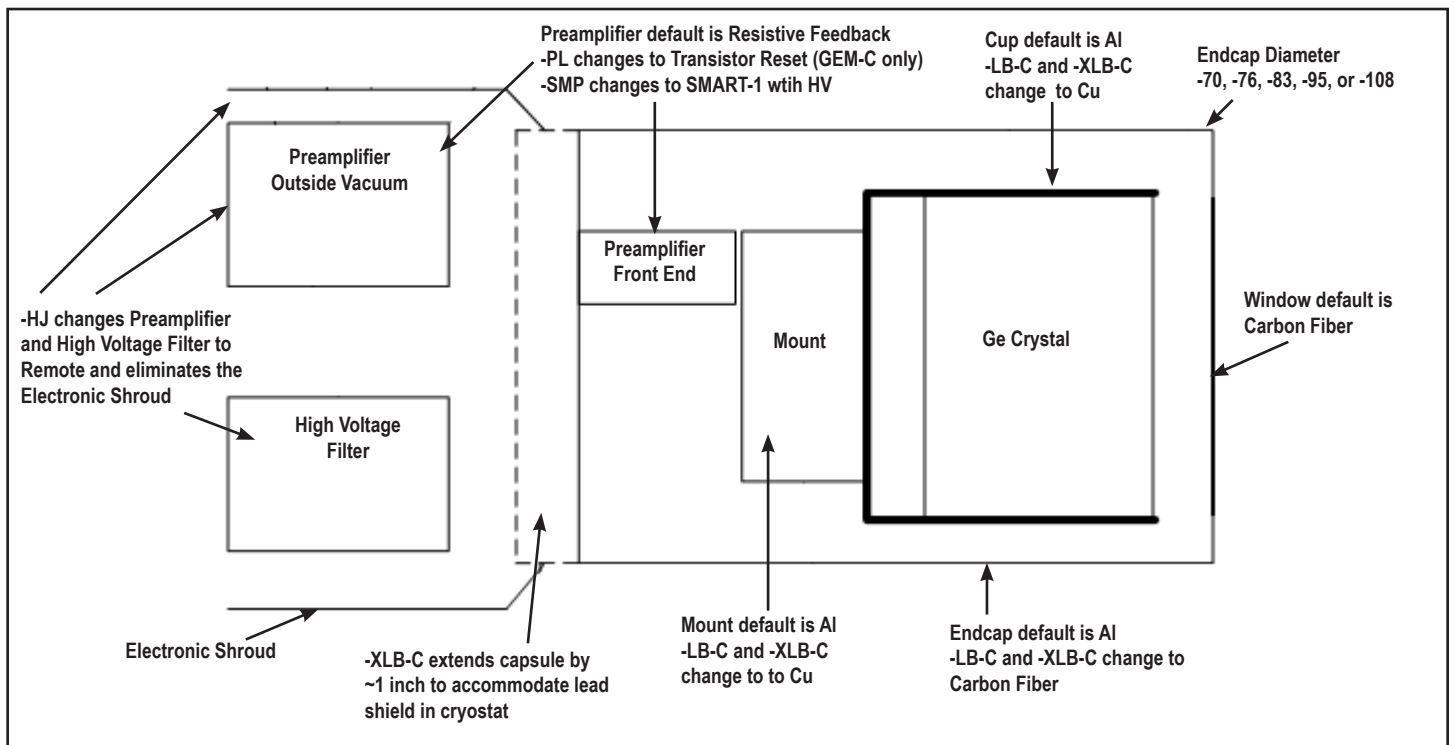 Preamplifier default is Resistive Feedback
-PL changes to Transistor Reset (GEM-C only)
-SMP changes to SMART-1 wtih HV
Cup default is Al
-LB-C and -XLB-C
change to Cu
Endcap Diameter
-70, -76, -83, -95, or -108
Preamplifier
Outside Vacuum
Preamplifier
Front End
-HJ changes Preamplifier
and High Voltage Filter to
Remote and eliminates the
Electronic Shroud
Mount
Ge Crystal
Window default is
Carbon Fiber
High Voltage
Filter
Electronic Shroud
-XLB-C extends capsule by
~1 inch to accommodate lead
shield in cryostat
Mount default is Al
-LB-C and -XLB-C
change to to Cu
Endcap default is Al
-LB-C and -XLB-C change to
Carbon Fiber